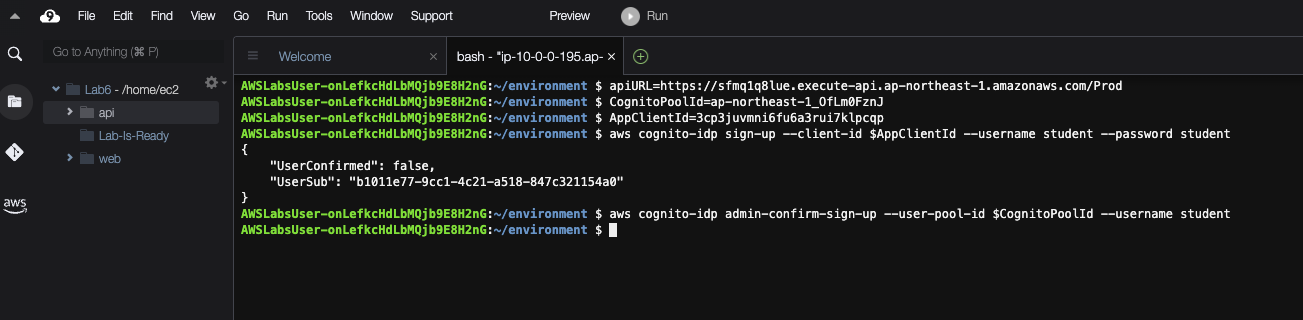 File Edit Find View Go Run Tools Window Support Preview Run
Go to Anything (⌘ P)
Welcome
bash - "ip-10-0-0-195.ap-
Lab6 - /home/ec2
api
Lab-Is-Ready
web
aws
AWSLabsUser-onLefkcHdLbMQjb9E8H2nG:~/environment $ apiURL=https://sfmq1q8lue.execute-api.ap-northeast-1.amazonaws.com/Prod
AWSLabsUser-onLefkcHdLbMQjb9E8H2nG:~/environment $ CognitoPoolId=ap-northeast-1_OfLm0FznJ
AWSLabsUser-onLefkcHdLbMQjb9E8H2nG:~/environment $ AppClientId=3cp3juvmni6fu6a3rui7klpcqp
AWSLabsUser-onLefkcHdLbMQjb9E8H2nG:~/environment $ aws cognito-idp sign-up --client-id $AppClientId --username student --password student
{
    "UserConfirmed": false,
    "UserSub": "b1011e77-9cc1-4c21-a518-847c321154a0"
}
AWSLabsUser-onLefkcHdLbMQjb9E8H2nG:~/environment $ aws cognito-idp admin-confirm-sign-up --user-pool-id $CognitoPoolId --username student
AWSLabsUser-onLefkcHdLbMQjb9E8H2nG:~/environment $